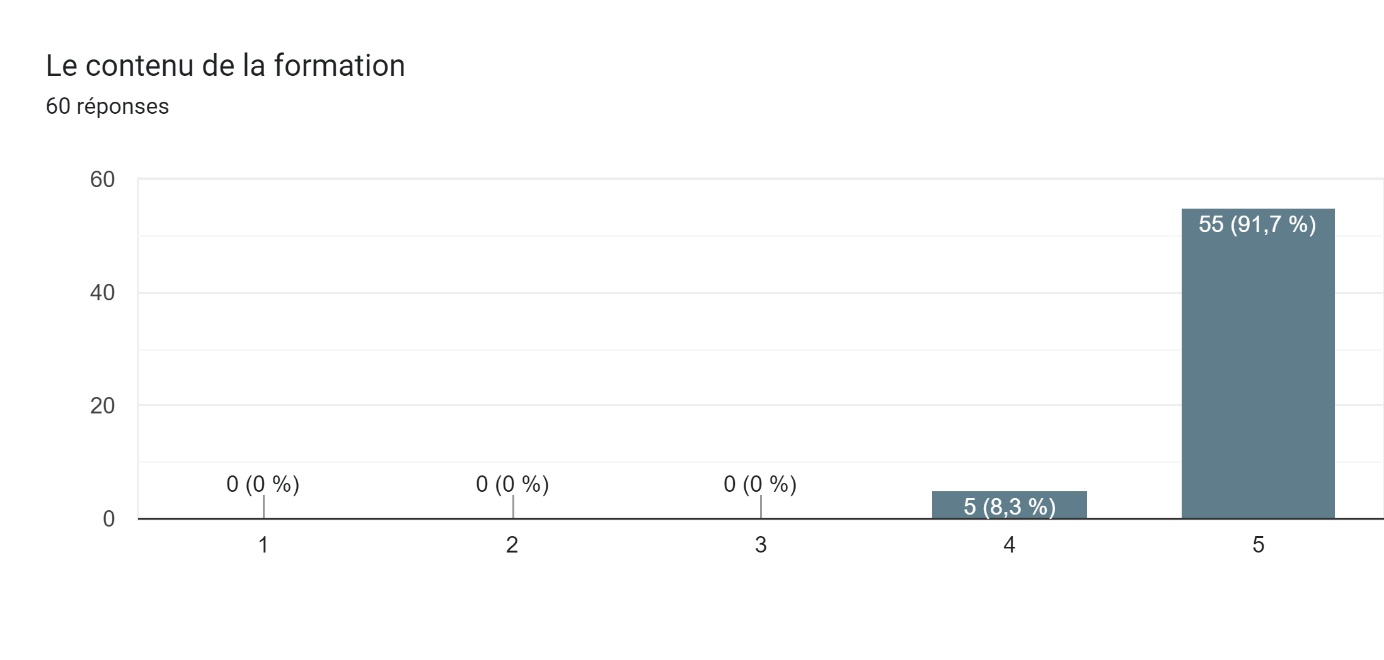 Le contenu de la formation
60 réponses
60
40
20
0
0 (0 %)
0 (0 %)
0 (0 %)
5 (8,3 %)
55 (91,7 %)
1
2
3
4
5